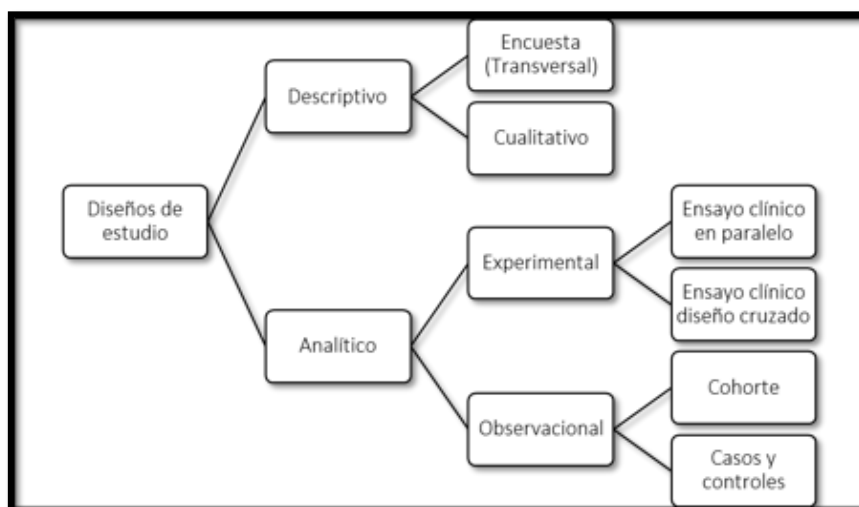 Encuesta
(Transversal)
Descriptivo
Cualitativo
Diseños de
estudio
Ensayo clínico
en paralelo
Experimental
Ensayo clínico
diseño cruzado
Analítico
Cohorte
Observacional
Casos y
controles